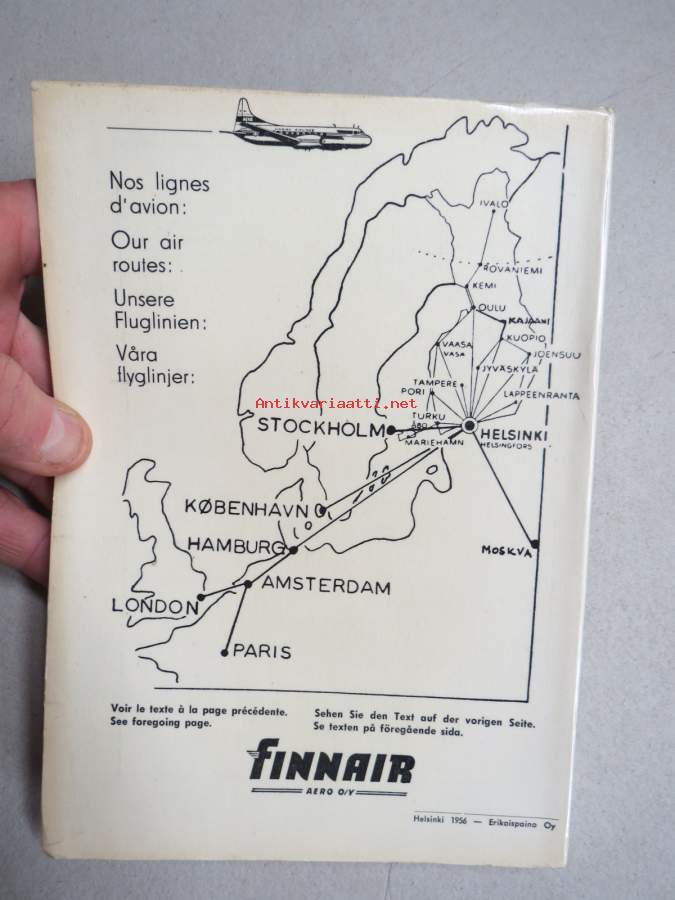 Nos lignes
d'avion:
Our air
routes:
Unsere
Fluglinien:
Våra
flyglinjer:
IVALO
ROVANIEMI
KEMI
OULU
KAJAANI
KUOPIO
VAASA
VASA
JOENSUU
JYVÄSKYLÄ
TAMPERE
PORI
LAPPEENRANTA
Antikvariaatti.net
TURKU
ÅBO
STOCKHOLM
HELSINKI
HELSINGFORS
MARIEHAMN
KØBENHAVN
HAMBURG
MOSKVA
AMSTERDAM
LONDON
PARIS
Voir le texte à la page précédente.
See foregoing page.
Sehen Sie den Text auf der vorigen Seite.
Se texten på föregående sida.
FINNAIR
AERO O/Y
Helsinki 1956 — Erikoispaino Oy